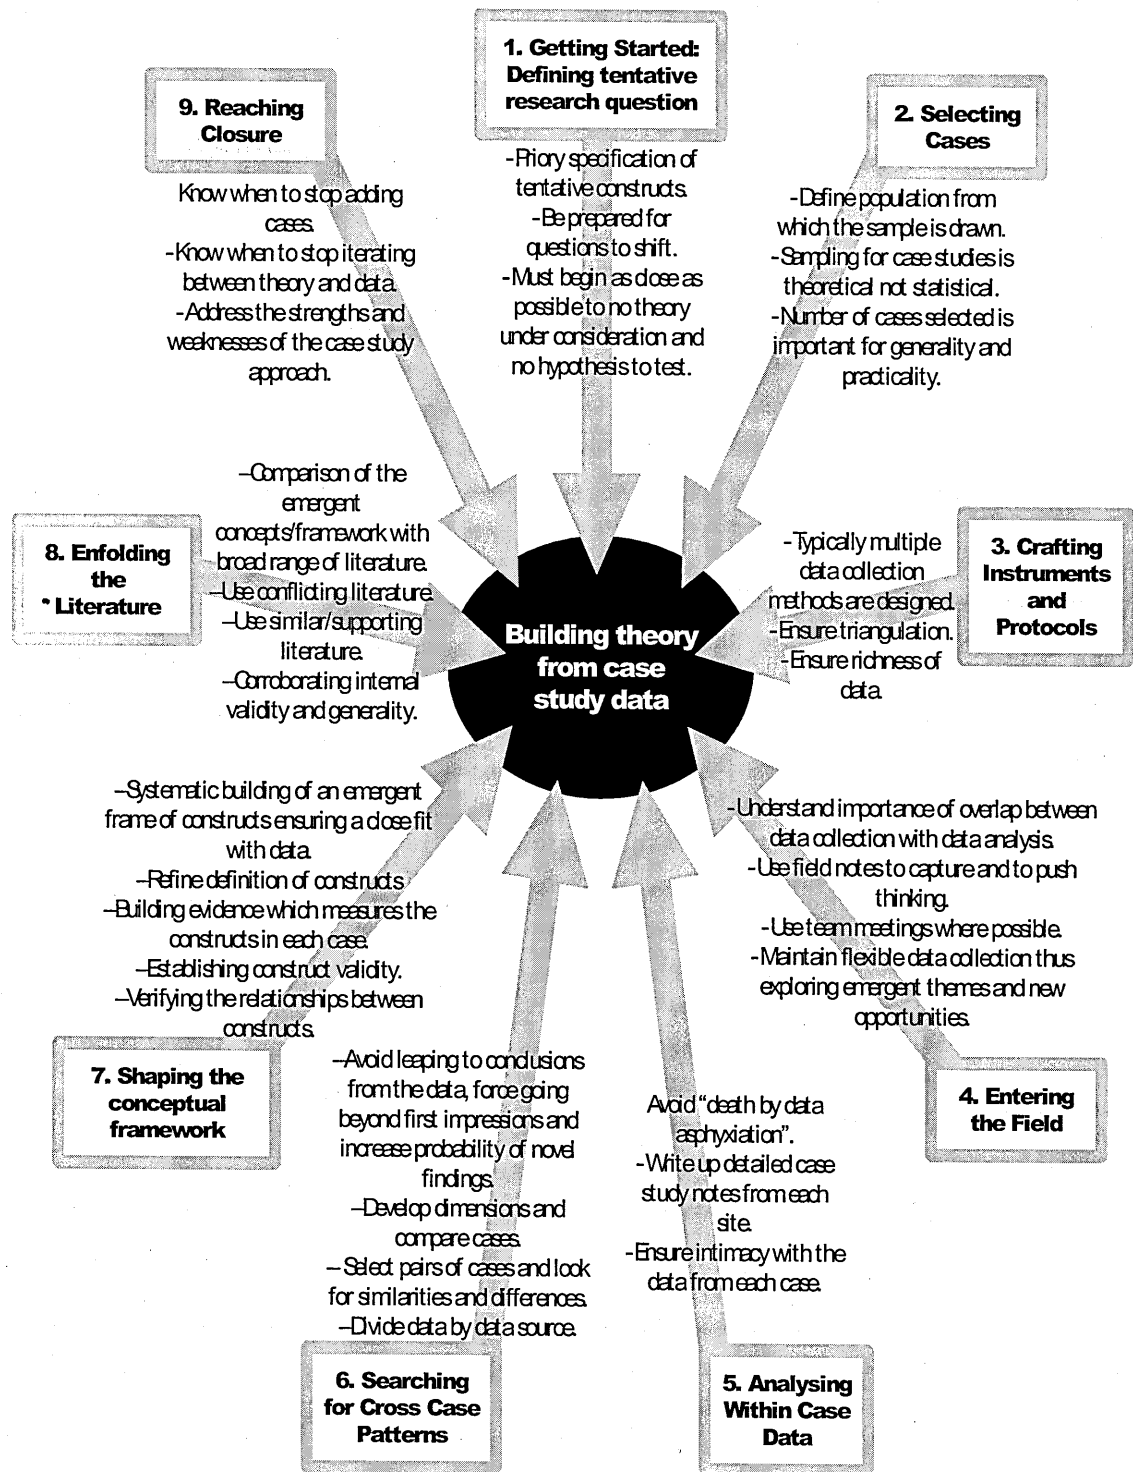 1. Getting Started:
Defining tentative
research question
-Priory specification of
tentative constructs.
-Be prepared for
questions to shift.
-Must begin as close as
possible to no theory
under consideration and
no hypothesis to test.
2. Selecting
Cases
-Define population from
which the sample is drawn.
-Sampling for case studies is
theoretical not statistical.
-Number of cases selected is
important for generality and
practicality.
3. Crafting
Instruments
and
Protocols
-Typically multiple
data collection
methods are designed.
-Ensure triangulation.
-Ensure richness of
data.
4. Entering
the Field
-Understand importance of overlap between
data collection with data analysis.
-Use field notes to capture and to push
thinking.
-Use team meetings where possible.
-Maintain flexible data collection thus
exploring emergent themes and new
opportunities.
5. Analysing
Within Case
Data
Avoid "death by data
asphyxiation".
-Write up detailed case
study notes from each
site.
-Ensure intimacy with the
data from each case.
6. Searching
for Cross Case
Patterns
–Avoid leaping to conclusions
from the data, force going
beyond first impressions and
increase probability of novel
findings.
–Develop dimensions and
compare cases.
–Select pairs of cases and look
for similarities and differences.
–Divide data by data source.
7. Shaping the
conceptual
framework
–Systematic building of an emergent
frame of constructs ensuring a close fit
with data.
–Refine definition of constructs
–Building evidence which measures the
constructs in each case.
–Establishing construct validity.
–Verifying the relationships between
constructs.
8. Enfolding
the
Literature
–Comparison of the
emergent
concepts/framework with
broad range of literature.
–Use conflicting literature.
–Use similar/supporting
literature.
–Corroborating internal
validity and generality.
9. Reaching
Closure
Know when to stop adding
cases.
-Know when to stop iterating
between theory and data.
-Address the strengths and
weaknesses of the case study
approach.
Building theory
from case
study data